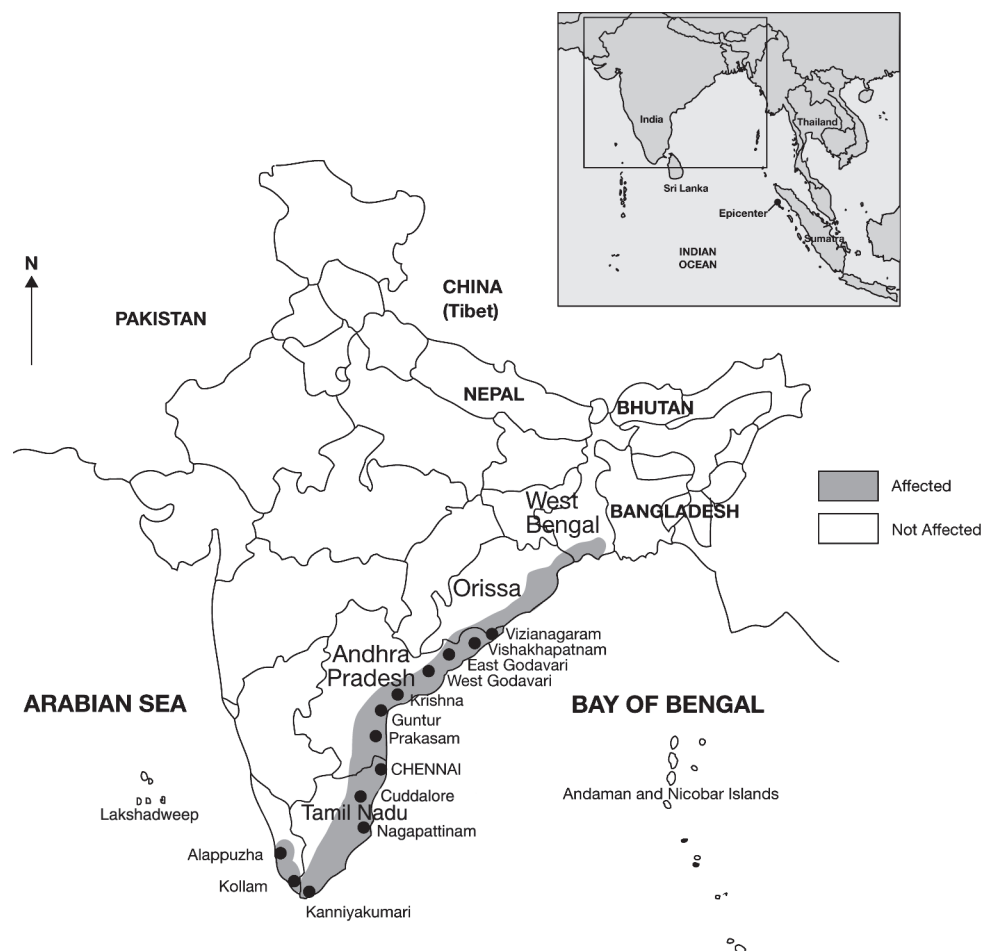 India
Thailand
Sri Lanka
Epicenter
Sumatra
INDIAN
OCEAN
N
CHINA
(Tibet)
PAKISTAN
NEPAL
BHUTAN
Affected
West
Bengal
BANGLADESH
Not Affected
Orissa
Vizianagaram
Vishakhapatnam
Andhra
Pradesh
East Godavari
West Godavari
ARABIAN SEA
Krishna
BAY OF BENGAL
Guntur
Prakasam
CHENNAI
Cuddalore
Andaman and Nicobar Islands
Lakshadweep
Tamil Nadu
Nagapattinam
Alappuzha
Kollam
Kanniyakumari